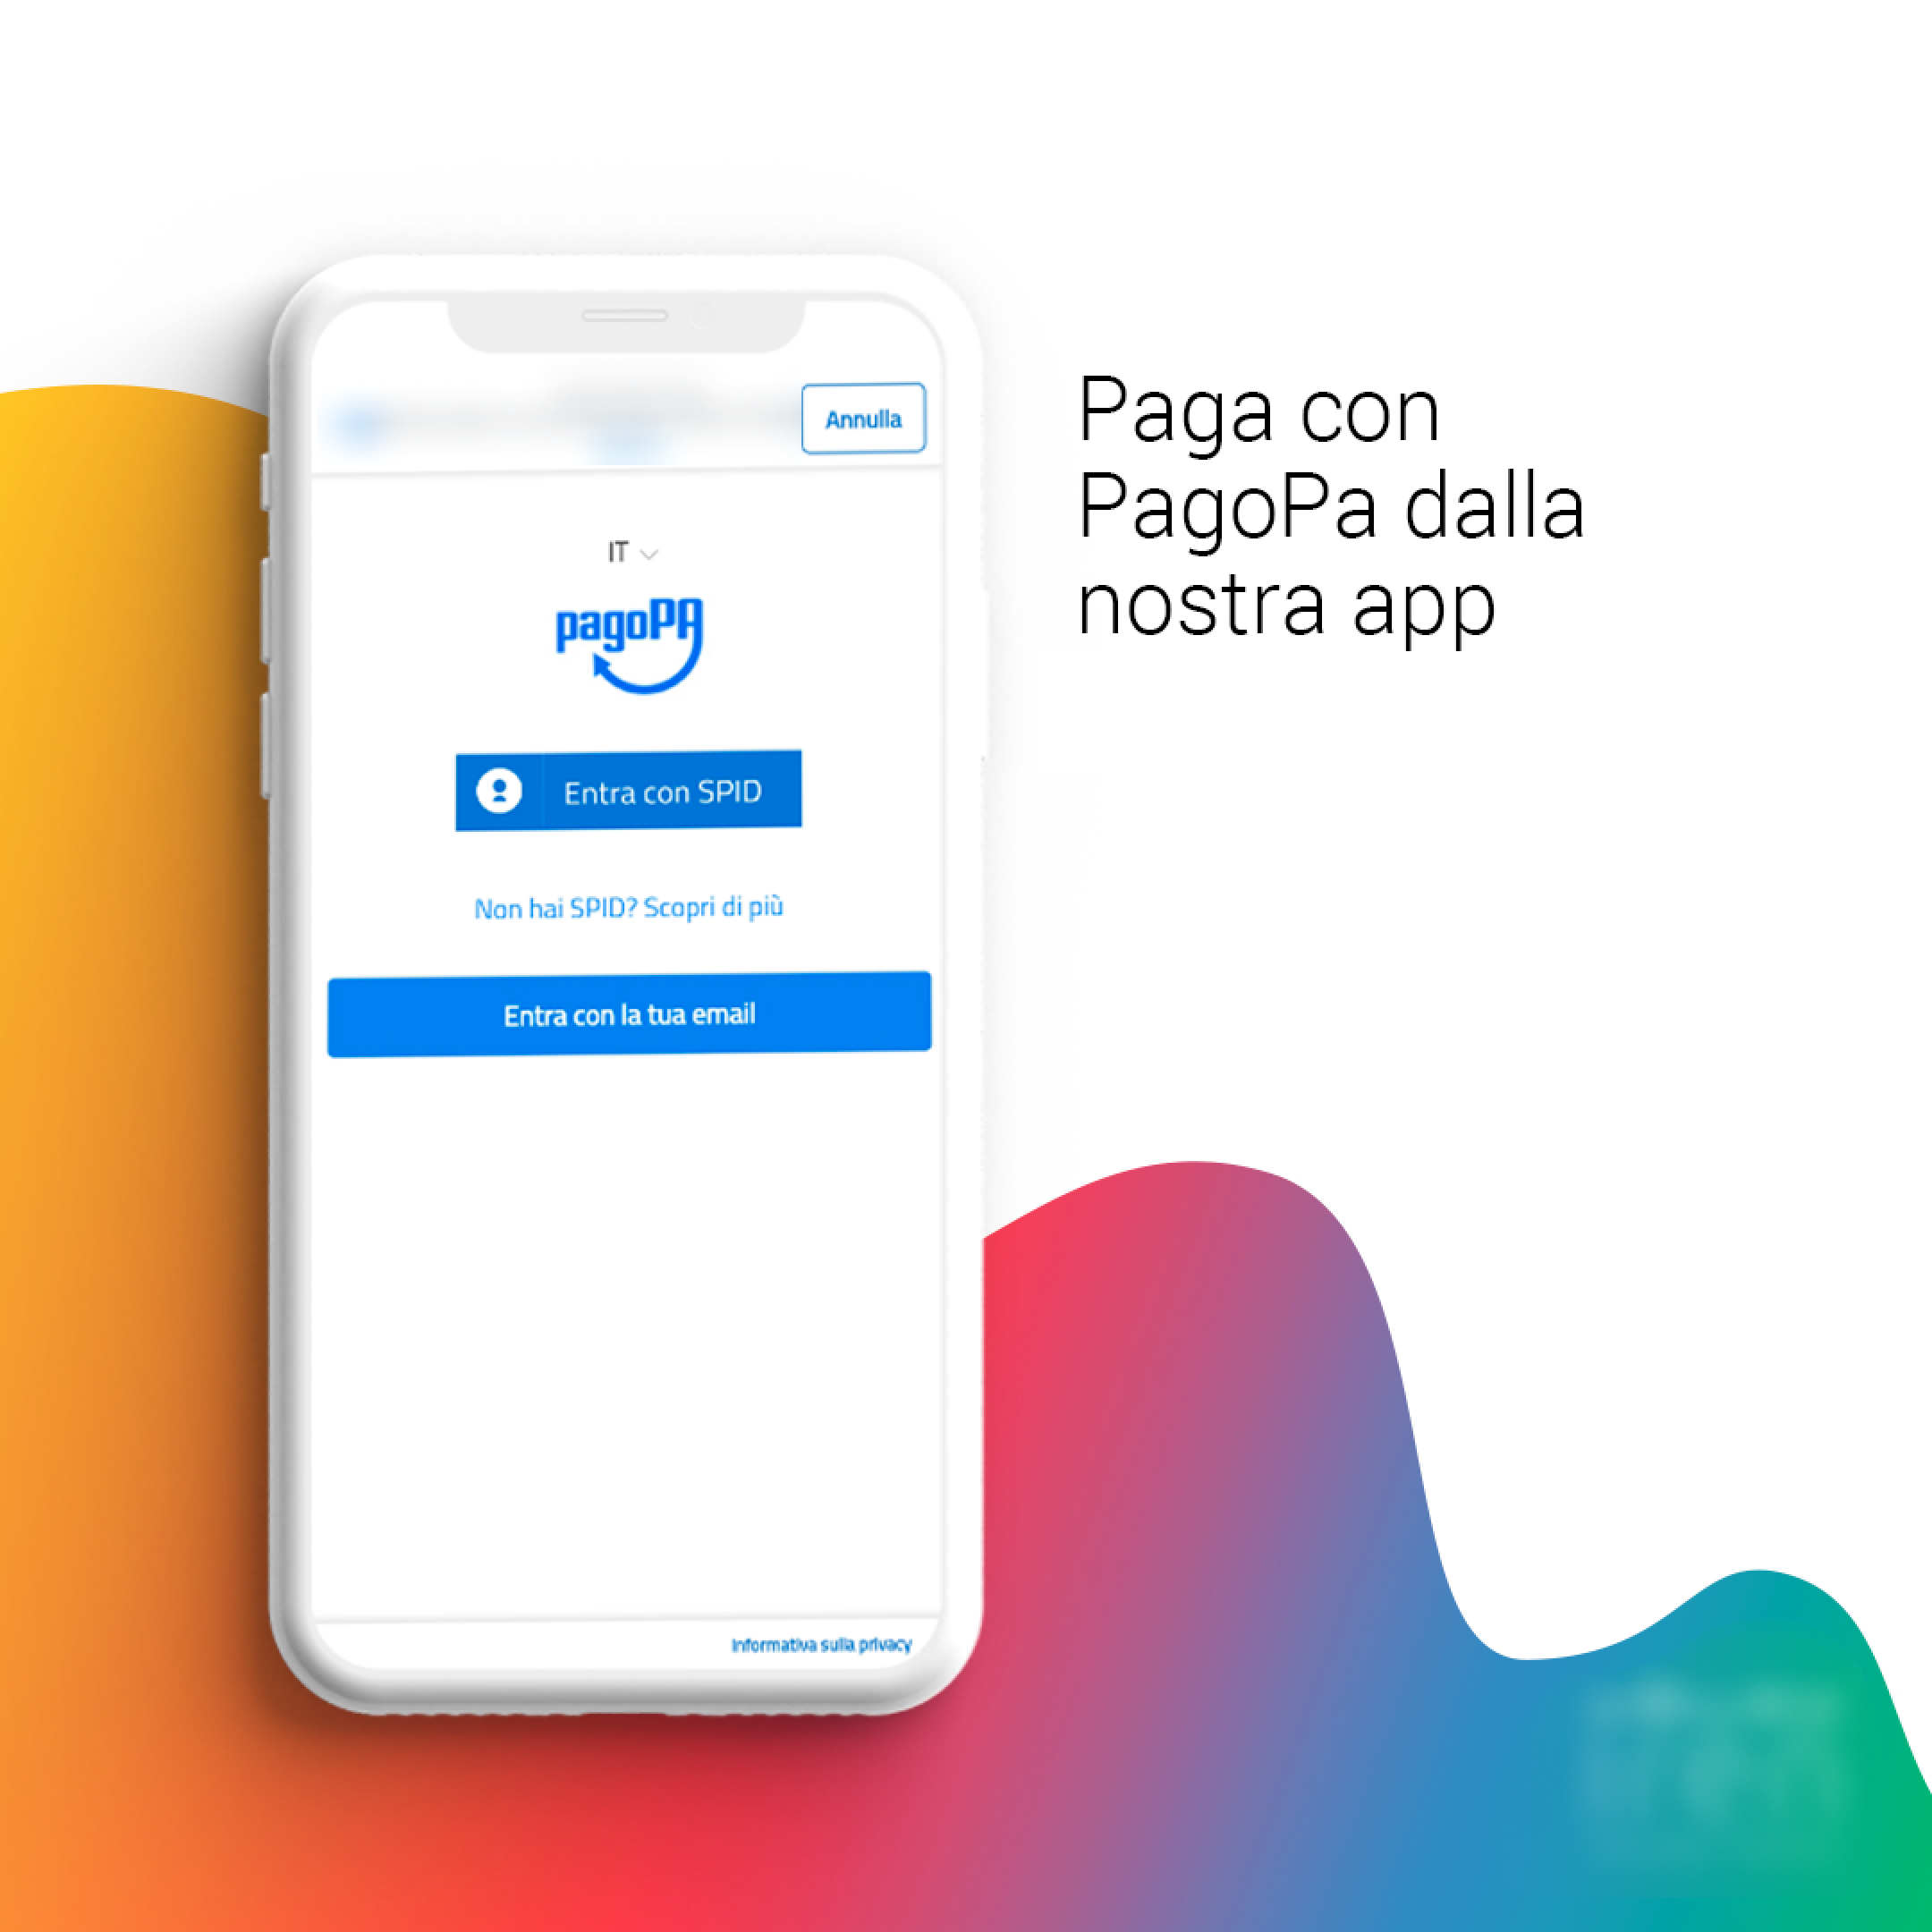 Annulla
IT
pagoPA
Entra con SPID
Non hai SPID? Scopri di più
Entra con la tua email
Informativa sulla privacy
Paga con
PagoPa dalla
nostra app